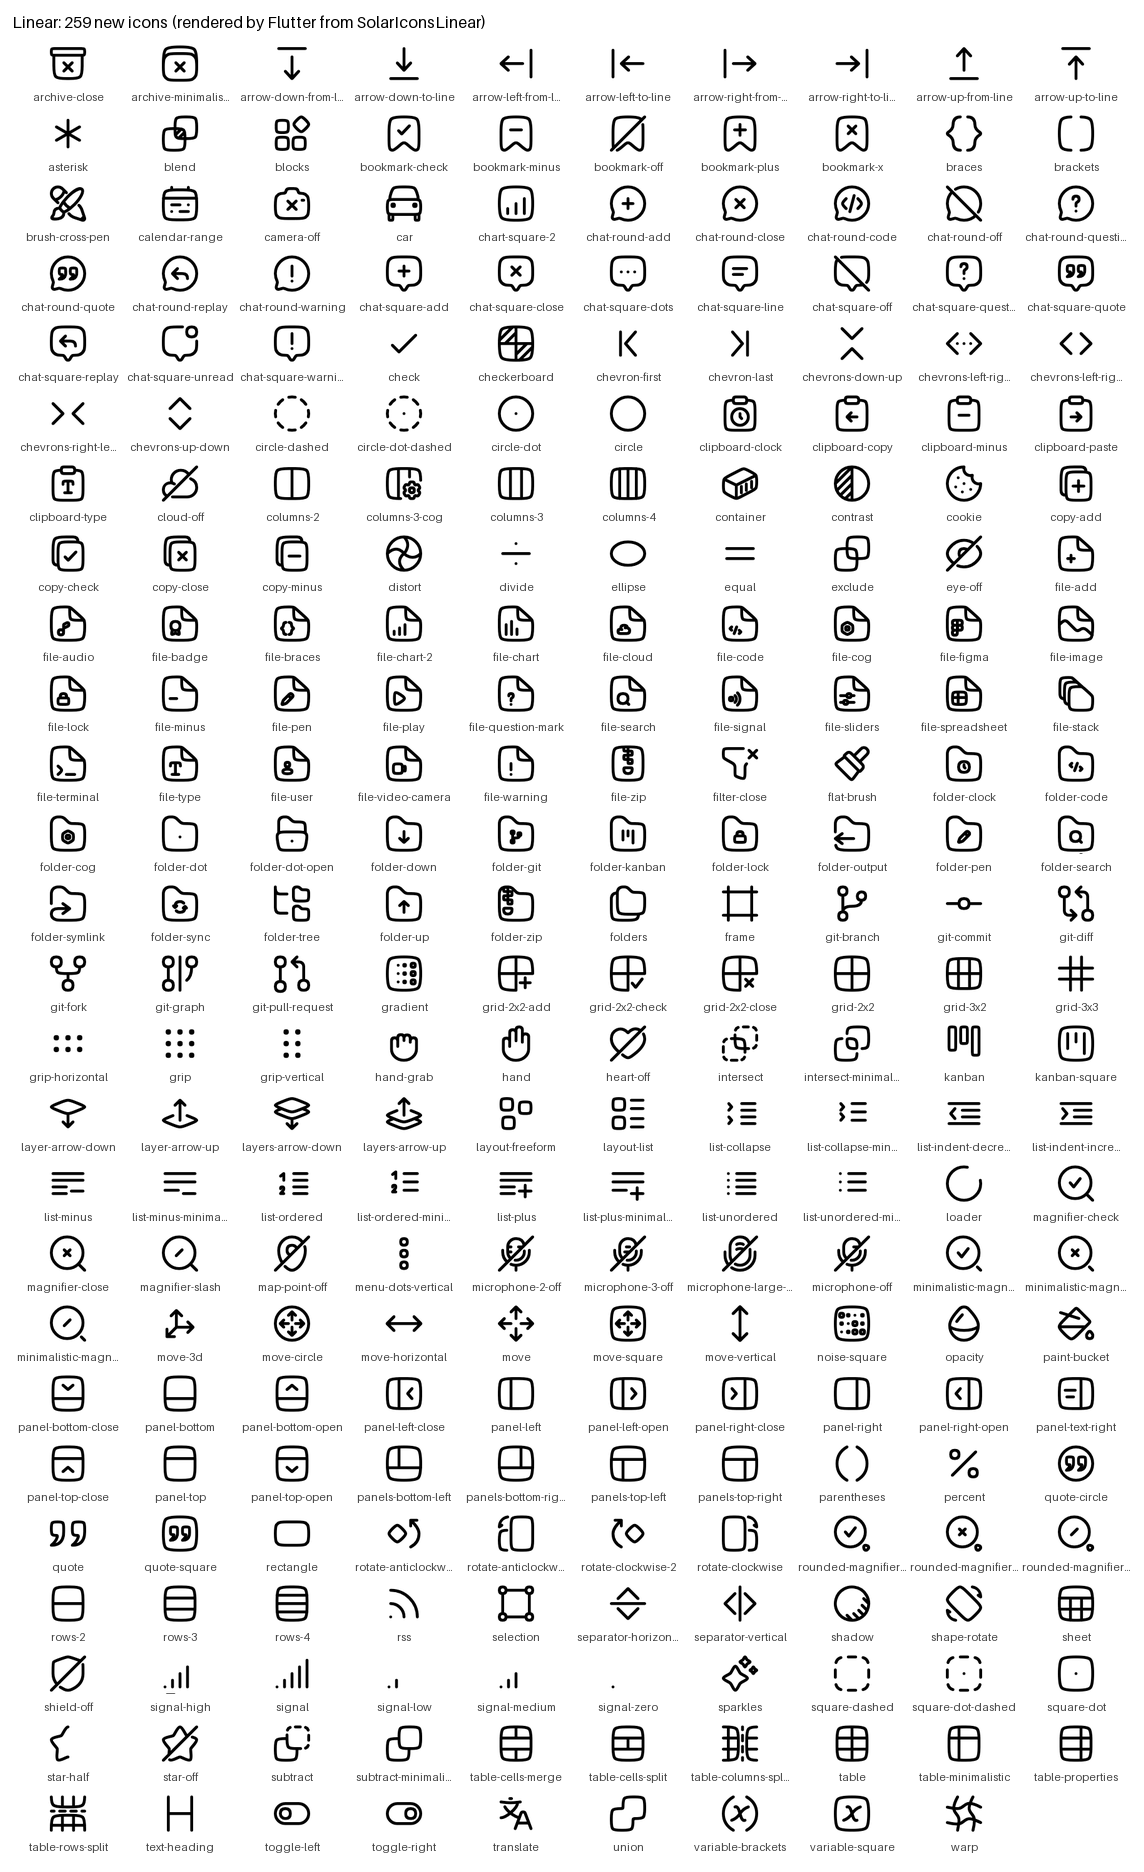 Linear: 259 new icons (rendered by Flutter from SolarIconsLinear)
archive-close archive-minimalis… arrow-down-from-l… arrow-down-to-line arrow-left-from-l… arrow-left-to-line arrow-right-from-… arrow-right-to-li… arrow-up-from-line arrow-up-to-line
asterisk blend blocks bookmark-check bookmark-minus bookmark-off bookmark-plus bookmark-x braces brackets
brush-cross-pen calendar-range camera-off car chart-square-2 chat-round-add chat-round-close chat-round-code chat-round-off chat-round-questi…
chat-round-quote chat-round-replay chat-round-warning chat-square-add chat-square-close chat-square-dots chat-square-line chat-square-off chat-square-quest… chat-square-quote
chat-square-replay chat-square-unread chat-square-warni… check checkerboard chevron-first chevron-last chevrons-down-up chevrons-left-rig… chevrons-left-rig…
chevrons-right-le… chevrons-up-down circle-dashed circle-dot-dashed circle-dot circle clipboard-clock clipboard-copy clipboard-minus clipboard-paste
clipboard-type cloud-off columns-2 columns-3-cog columns-3 columns-4 container contrast cookie copy-add
copy-check copy-close copy-minus distort divide ellipse equal exclude eye-off file-add
file-audio file-badge file-braces file-chart-2 file-chart file-cloud file-code file-cog file-figma file-image
file-lock file-minus file-pen file-play file-question-mark file-search file-signal file-sliders file-spreadsheet file-stack
file-terminal file-type file-user file-video-camera file-warning file-zip filter-close flat-brush folder-clock folder-code
folder-cog folder-dot folder-dot-open folder-down folder-git folder-kanban folder-lock folder-output folder-pen folder-search
folder-symlink folder-sync folder-tree folder-up folder-zip folders frame git-branch git-commit git-diff
git-fork git-graph git-pull-request gradient grid-2x2-add grid-2x2-check grid-2x2-close grid-2x2 grid-3x2 grid-3x3
grip-horizontal grip grip-vertical hand-grab hand heart-off intersect intersect-minimal… kanban kanban-square
layer-arrow-down layer-arrow-up layers-arrow-down layers-arrow-up layout-freeform layout-list list-collapse list-collapse-min… list-indent-decre… list-indent-incre…
list-minus list-minus-minima… list-ordered list-ordered-mini… list-plus list-plus-minimal… list-unordered list-unordered-mi… loader magnifier-check
magnifier-close magnifier-slash map-point-off menu-dots-vertical microphone-2-off microphone-3-off microphone-large-… microphone-off minimalistic-magn… minimalistic-magn…
minimalistic-magn… move-3d move-circle move-horizontal move move-square move-vertical noise-square opacity paint-bucket
panel-bottom-close panel-bottom panel-bottom-open panel-left-close panel-left panel-left-open panel-right-close panel-right panel-right-open panel-text-right
panel-top-close panel-top panel-top-open panels-bottom-left panels-bottom-rig… panels-top-left panels-top-right parentheses percent quote-circle
quote quote-square rectangle rotate-anticlockw… rotate-anticlockw… rotate-clockwise-2 rotate-clockwise rounded-magnifier… rounded-magnifier… rounded-magnifier…
rows-2 rows-3 rows-4 rss selection separator-horizon… separator-vertical shadow shape-rotate sheet
shield-off signal-high signal signal-low signal-medium signal-zero sparkles square-dashed square-dot-dashed square-dot
star-half star-off subtract subtract-minimali… table-cells-merge table-cells-split table-columns-spl… table table-minimalistic table-properties
table-rows-split text-heading toggle-left toggle-right translate union variable-brackets variable-square warp